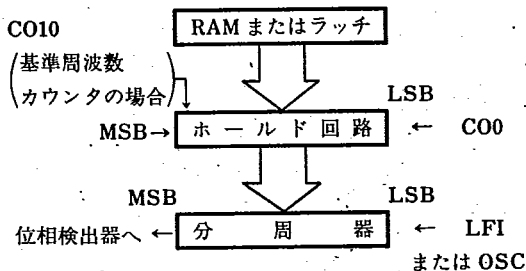 CO10
RAMまたはラッチ
(基準周波数
カウンタの場合)
LSB
MSB→
ホールド回路
← CO0
MSB
LSB
位相検出器へ ←
分周器
← LFI
または OSC